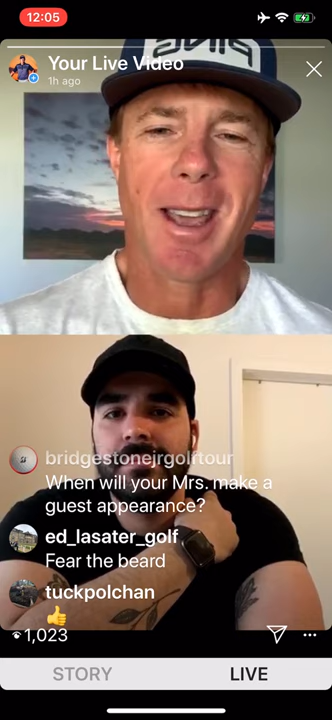 12:05
Your Live Video
1h ago
PING
bridgestonejrgolftour
When will your Mrs. make a
guest appearance?
ed_lasater_golf
Fear the beard
tuckpolchan
👍
1,023
STORY
LIVE